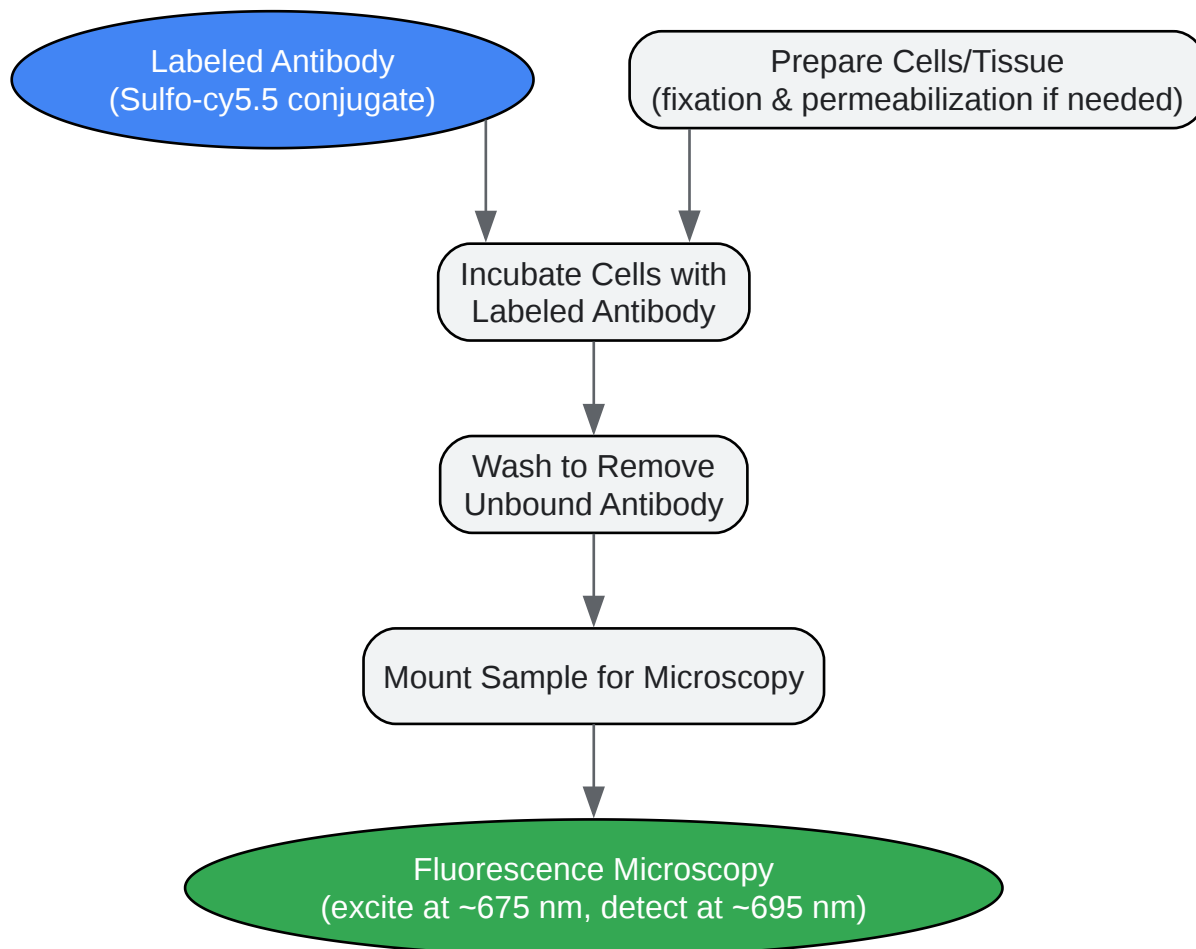 Labeled Antibody
(Sulfo-cy5.5 conjugate)
Prepare Cells/Tissue
(fixation & permeabilization if needed)
Incubate Cells with
Labeled Antibody
Wash to Remove
Unbound Antibody
Mount Sample for Microscopy
Fluorescence Microscopy
(excite at ~675 nm, detect at ~695 nm)